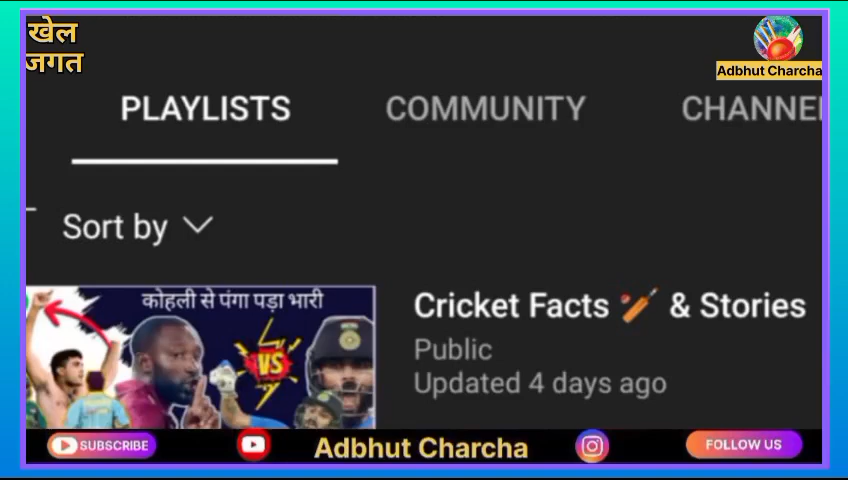 खेल
जगत
Adbhut Charcha
PLAYLISTS
COMMUNITY
CHANNE
Sort by
कोहली से पंगा पड़ा भारी
VS
Cricket Facts 🏏 & Stories
Public
Updated 4 days ago
SUBSCRIBE
Adbhut Charcha
FOLLOW US